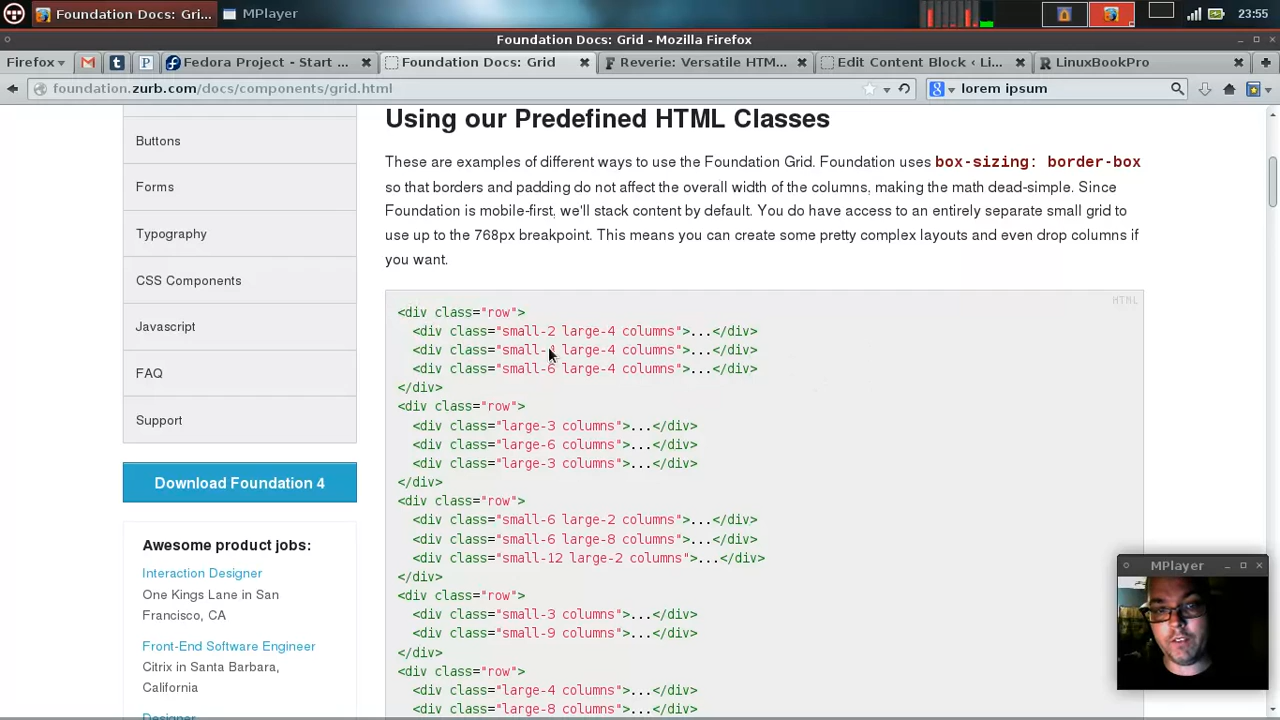 Foundation Docs: Gri...
MPlayer
23:55
Foundation Docs: Grid - Mozilla Firefox
Firefox
Fedora Project - Start ...
Foundation Docs: Grid
Reverie: Versatile HTM...
Edit Content Block ‹ Li...
LinuxBookPro
foundation.zurb.com/docs/components/grid.html
lorem ipsum
Buttons
Forms
Typography
CSS Components
Javascript
FAQ
Support
Download Foundation 4
Awesome product jobs:
Interaction Designer
One Kings Lane in San
Francisco, CA
Front-End Software Engineer
Citrix in Santa Barbara,
California
Designer
Using our Predefined HTML Classes
These are examples of different ways to use the Foundation Grid. Foundation uses box-sizing: border-box
so that borders and padding do not affect the overall width of the columns, making the math dead-simple. Since
Foundation is mobile-first, we'll stack content by default. You do have access to an entirely separate small grid to
use up to the 768px breakpoint. This means you can create some pretty complex layouts and even drop columns if
you want.
HTML
<div class="row">
<div class="small-2 large-4 columns">...</div>
<div class="small-4 large-4 columns">...</div>
<div class="small-6 large-4 columns">...</div>
</div>
<div class="row">
<div class="large-3 columns">...</div>
<div class="large-6 columns">...</div>
<div class="large-3 columns">...</div>
</div>
<div class="row">
<div class="small-6 large-2 columns">...</div>
<div class="small-6 large-8 columns">...</div>
<div class="small-12 large-2 columns">...</div>
</div>
<div class="row">
<div class="small-3 columns">...</div>
<div class="small-9 columns">...</div>
</div>
<div class="row">
<div class="large-4 columns">...</div>
<div class="large-8 columns">...</div>
MPlayer